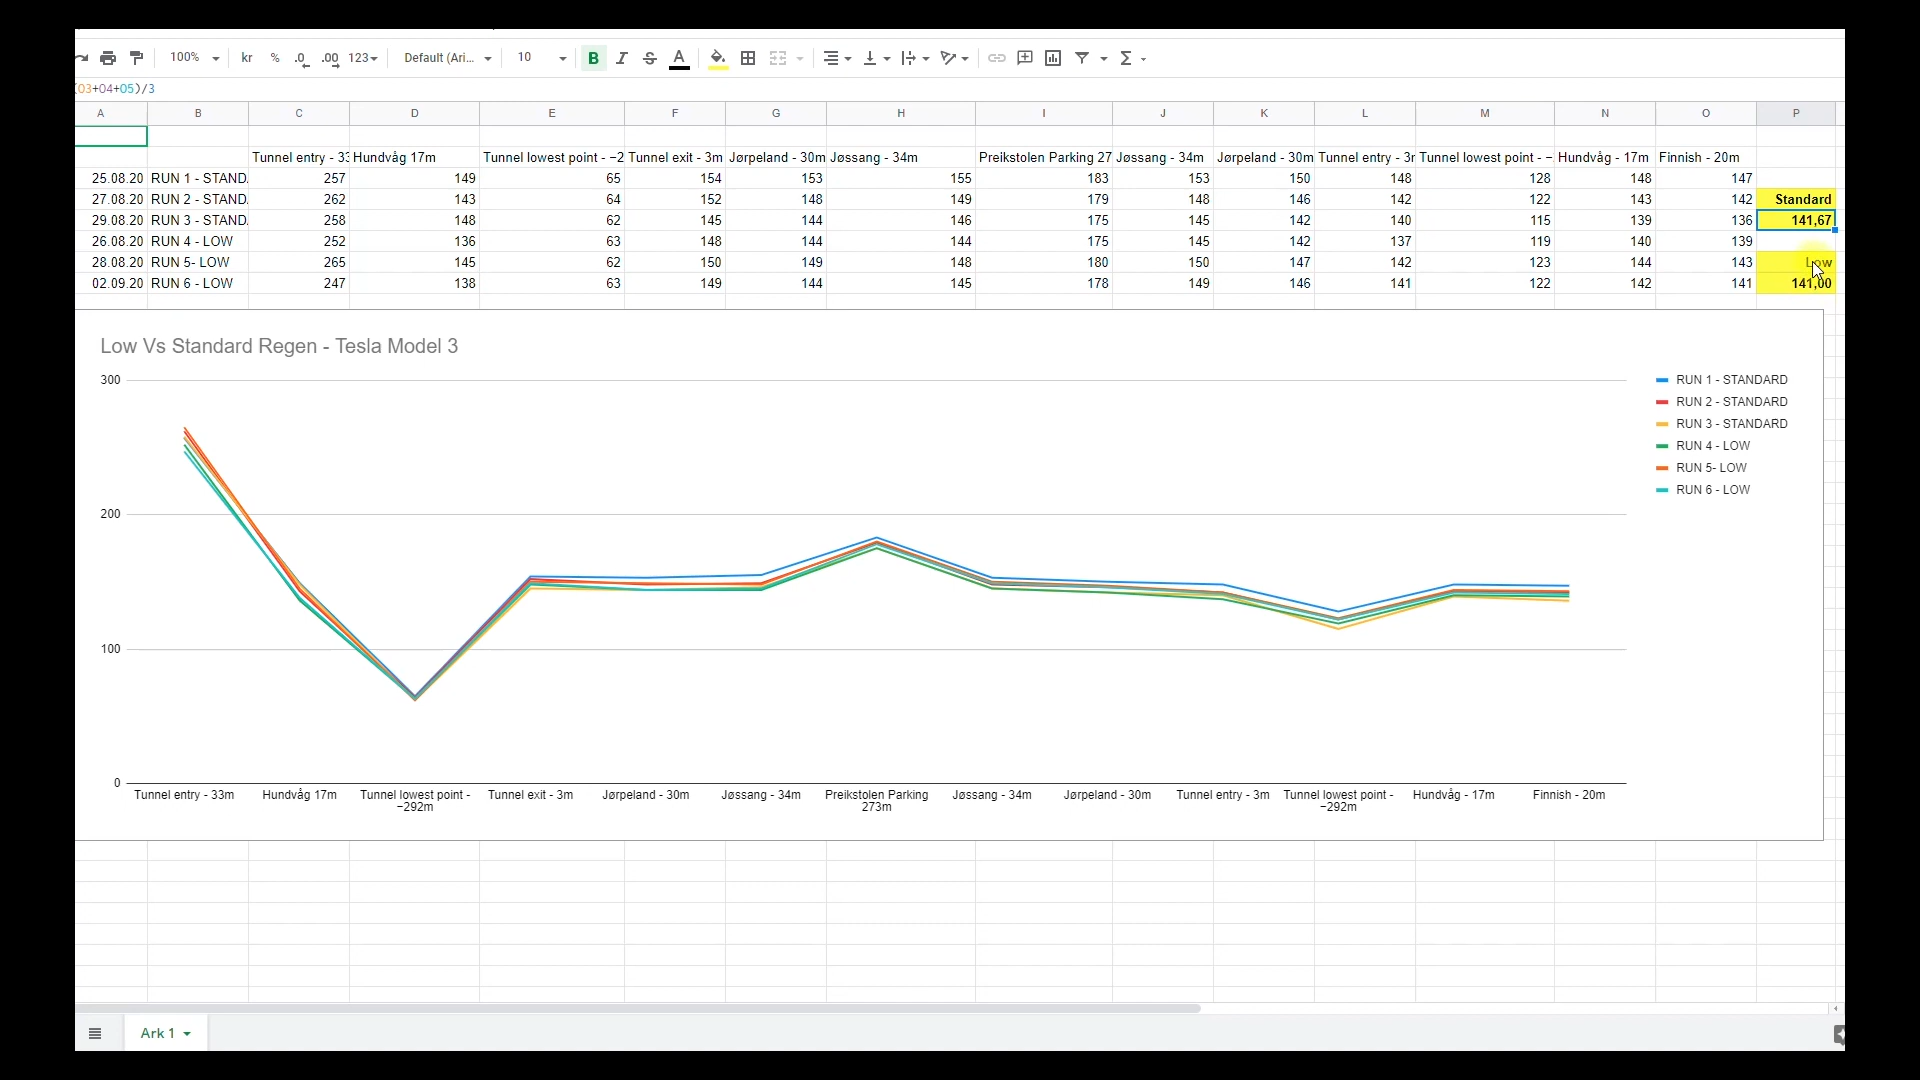 100% kr % .0 .00 123 Default (Ari... 10 B I S A Σ
(O3+O4+O5)/3
A B C D E F G H I J K L M N O P
Tunnel entry - 33 Hundvåg 17m Tunnel lowest point - −2 Tunnel exit - 3m Jørpeland - 30m Jøssang - 34m Preikstolen Parking 27 Jøssang - 34m Jørpeland - 30m Tunnel entry - 3m Tunnel lowest point - − Hundvåg - 17m Finnish - 20m
25.08.20 RUN 1 - STAND. 257 149 65 154 153 155 183 153 150 148 128 148 147
27.08.20 RUN 2 - STAND. 262 143 64 152 148 149 179 148 146 142 122 143 142 Standard
29.08.20 RUN 3 - STAND. 258 148 62 145 144 146 175 145 142 140 115 139 136 141,67
26.08.20 RUN 4 - LOW 252 136 63 148 144 144 175 145 142 137 119 140 139
28.08.20 RUN 5- LOW 265 145 62 150 149 148 180 150 147 142 123 144 143 Low
02.09.20 RUN 6 - LOW 247 138 63 149 144 145 178 149 146 141 122 142 141 141,00
Low Vs Standard Regen - Tesla Model 3
300
200
100
0
RUN 1 - STANDARD
RUN 2 - STANDARD
RUN 3 - STANDARD
RUN 4 - LOW
RUN 5- LOW
RUN 6 - LOW
Tunnel entry - 33m Hundvåg 17m Tunnel lowest point - Tunnel exit - 3m Jørpeland - 30m Jøssang - 34m Preikstolen Parking Jøssang - 34m Jørpeland - 30m Tunnel entry - 3m Tunnel lowest point - Hundvåg - 17m Finnish - 20m
−292m 273m −292m
Ark 1